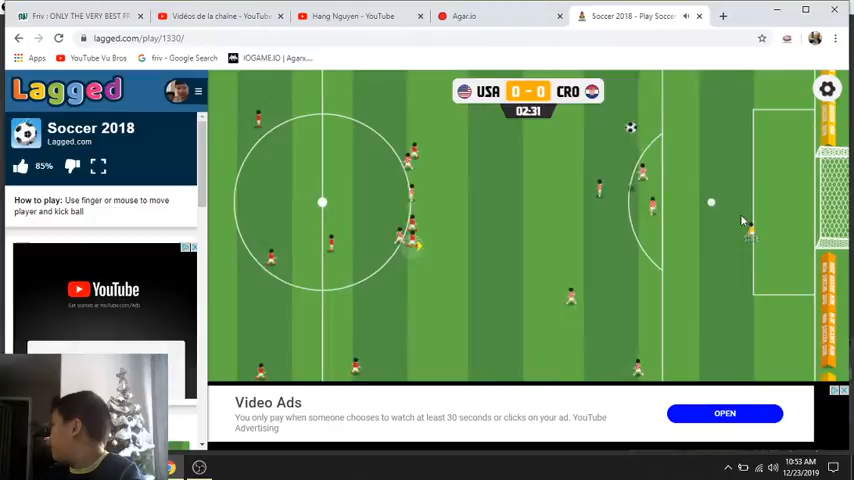 Friv : ONLY THE VERY BEST FR
Vidéos de la chaîne - YouTube
Hang Nguyen - YouTube
Agar.io
Soccer 2018 - Play Soccer
lagged.com/play/1330/
Apps
YouTube Vu Bros
friv - Google Search
IOGAME.IO | Agarx...
Lagged
Soccer 2018
Lagged.com
85%
How to play: Use finger or mouse to move
player and kick ball
YouTube
USA 0 - 0 CRO
02:31
Video Ads
You only pay when someone chooses to watch at least 30 seconds or clicks on your ad. YouTube
Advertising
OPEN
10:53 AM
12/23/2019